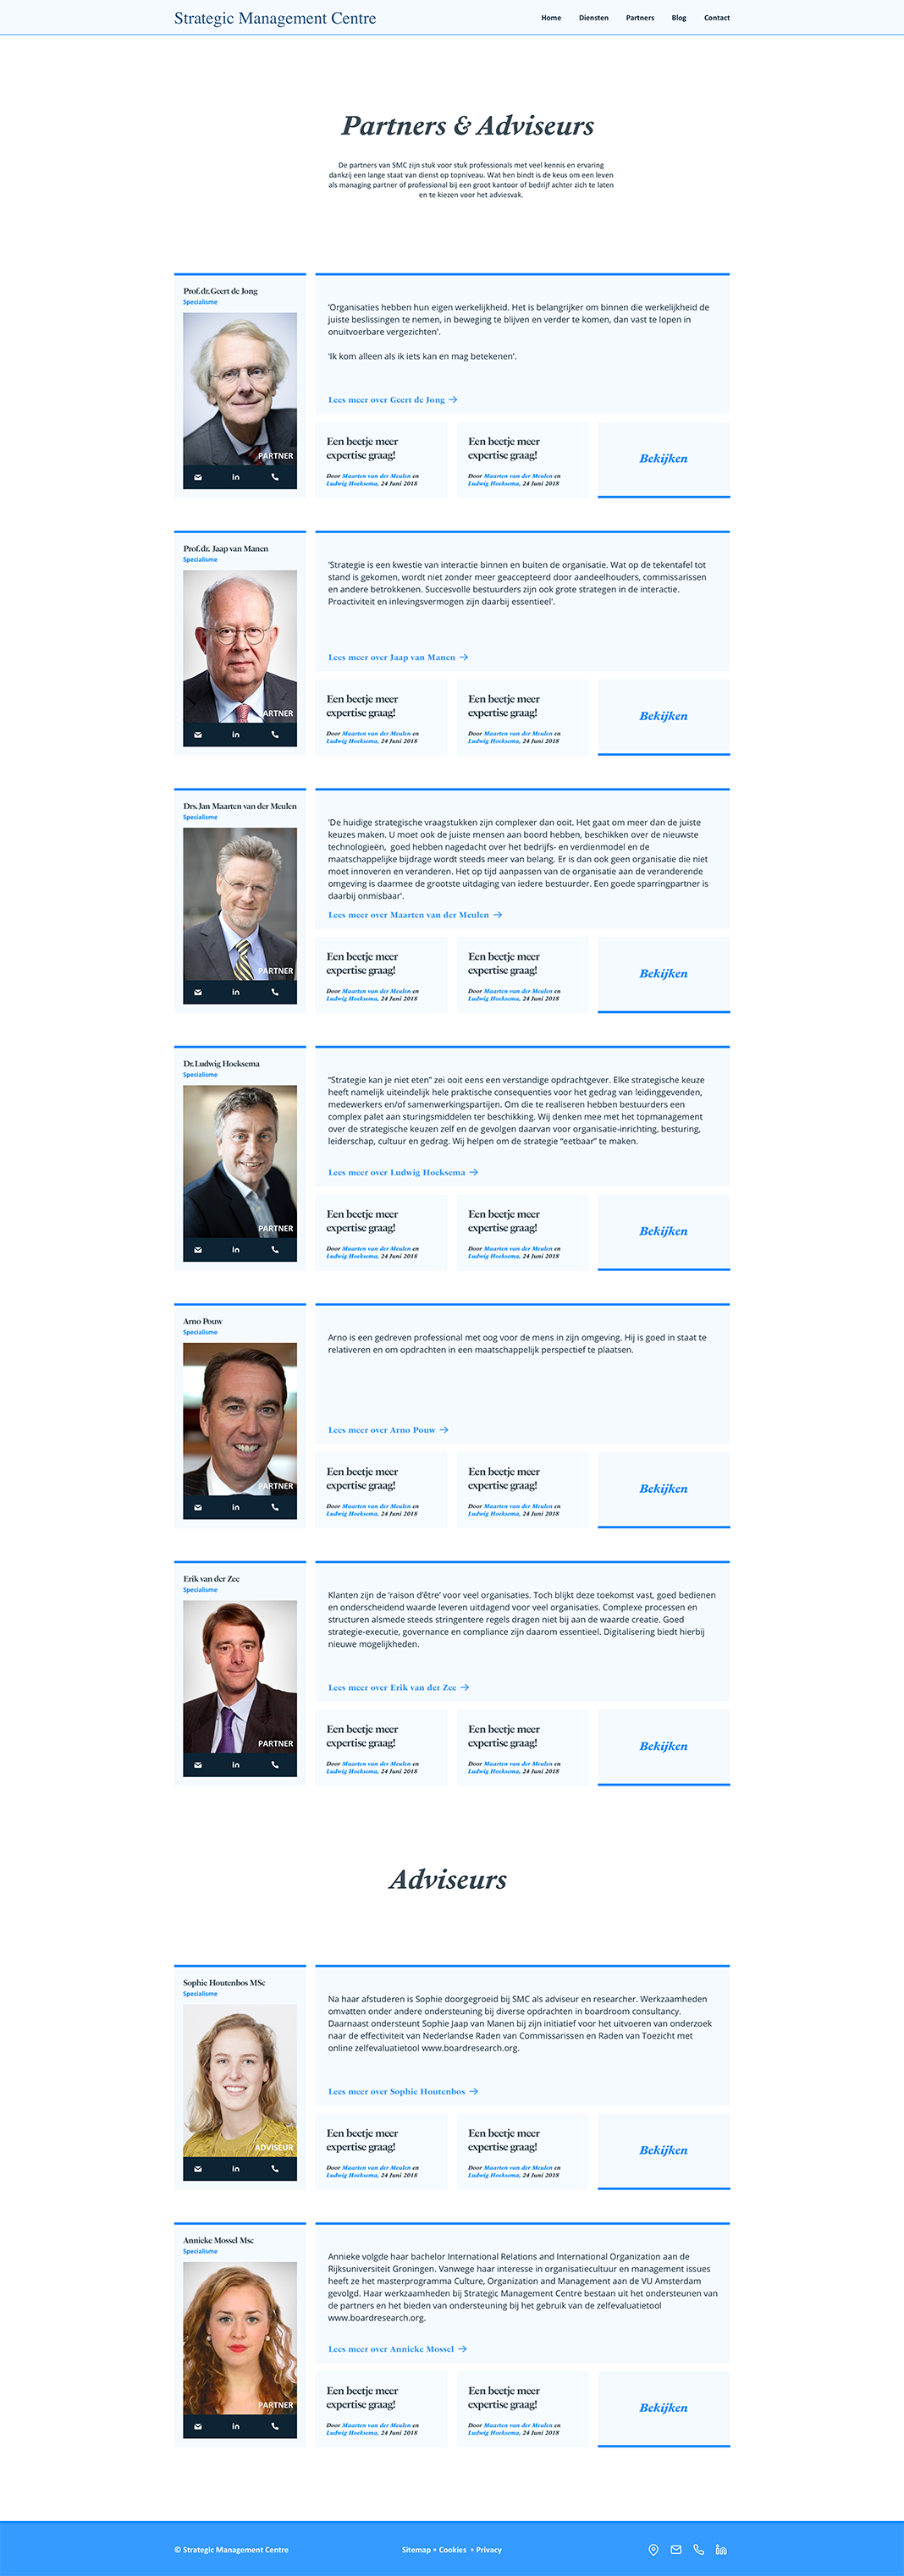 Strategic Management Centre
Home Diensten Partners Blog Contact
Partners & Adviseurs
De partners van SMC zijn stuk voor stuk professionals met veel kennis en ervaring
dankzij een lange staat van dienst op topniveau. Wat hen bindt is de keus om een leven
als managing partner of professional bij een groot kantoor of bedrijf achter zich te laten
en te kiezen voor het adviesvak.
Prof.dr.Geert de Jong
Specialisme
PARTNER
'Organisaties hebben hun eigen werkelijkheid. Het is belangrijker om binnen die werkelijkheid de
juiste beslissingen te nemen, in beweging te blijven en verder te komen, dan vast te lopen in
onuitvoerbare vergezichten'.
'Ik kom alleen als ik iets kan en mag betekenen'.
Lees meer over Geert de Jong →
Een beetje meer
expertise graag!
Door Maarten van der Meulen en
Ludwig Hoeksema, 24 Juni 2018
Een beetje meer
expertise graag!
Door Maarten van der Meulen en
Ludwig Hoeksema, 24 Juni 2018
Bekijken
Prof.dr. Jaap van Manen
Specialisme
PARTNER
'Strategie is een kwestie van interactie binnen en buiten de organisatie. Wat op de tekentafel tot
stand is gekomen, wordt niet zonder meer geaccepteerd door aandeelhouders, commissarissen
en andere betrokkenen. Succesvolle bestuurders zijn ook grote strategen in de interactie.
Proactiviteit en inlevingsvermogen zijn daarbij essentieel'.
Lees meer over Jaap van Manen →
Een beetje meer
expertise graag!
Door Maarten van der Meulen en
Ludwig Hoeksema, 24 Juni 2018
Een beetje meer
expertise graag!
Door Maarten van der Meulen en
Ludwig Hoeksema, 24 Juni 2018
Bekijken
Drs.Jan Maarten van der Meulen
Specialisme
PARTNER
'De huidige strategische vraagstukken zijn complexer dan ooit. Het gaat om meer dan de juiste
keuzes maken. U moet ook de juiste mensen aan boord hebben, beschikken over de nieuwste
technologieën, goed hebben nagedacht over het bedrijfs- en verdienmodel en de
maatschappelijke bijdrage wordt steeds meer van belang. Er is dan ook geen organisatie die niet
moet innoveren en veranderen. Het op tijd aanpassen van de organisatie aan de veranderende
omgeving is daarmee de grootste uitdaging van iedere bestuurder. Een goede sparringpartner is
daarbij onmisbaar'.
Lees meer over Maarten van der Meulen →
Een beetje meer
expertise graag!
Door Maarten van der Meulen en
Ludwig Hoeksema, 24 Juni 2018
Een beetje meer
expertise graag!
Door Maarten van der Meulen en
Ludwig Hoeksema, 24 Juni 2018
Bekijken
Dr.Ludwig Hoeksema
Specialisme
PARTNER
“Strategie kan je niet eten” zei ooit eens een verstandige opdrachtgever. Elke strategische keuze
heeft namelijk uiteindelijk hele praktische consequenties voor het gedrag van leidinggevenden,
medewerkers en/of samenwerkingspartijen. Om die te realiseren hebben bestuurders een
complex palet aan sturingsmiddelen ter beschikking. Wij denken mee met het topmanagement
over de strategische keuzen zelf en de gevolgen daarvan voor organisatie-inrichting, besturing,
leiderschap, cultuur en gedrag. Wij helpen om de strategie “eetbaar” te maken.
Lees meer over Ludwig Hoeksema →
Een beetje meer
expertise graag!
Door Maarten van der Meulen en
Ludwig Hoeksema, 24 Juni 2018
Een beetje meer
expertise graag!
Door Maarten van der Meulen en
Ludwig Hoeksema, 24 Juni 2018
Bekijken
Arno Pouw
Specialisme
PARTNER
Arno is een gedreven professional met oog voor de mens in zijn omgeving. Hij is goed in staat te
relativeren en om opdrachten in een maatschappelijk perspectief te plaatsen.
Lees meer over Arno Pouw →
Een beetje meer
expertise graag!
Door Maarten van der Meulen en
Ludwig Hoeksema, 24 Juni 2018
Een beetje meer
expertise graag!
Door Maarten van der Meulen en
Ludwig Hoeksema, 24 Juni 2018
Bekijken
Erik van der Zee
Specialisme
PARTNER
Klanten zijn de ‘raison d’être’ voor veel organisaties. Toch blijkt deze toekomst vast, goed bedienen
en onderscheidend waarde leveren uitdagend voor veel organisaties. Complexe processen en
structuren alsmede steeds stringentere regels dragen niet bij aan de waarde creatie. Goed
strategie-executie, governance en compliance zijn daarom essentieel. Digitalisering biedt hierbij
nieuwe mogelijkheden.
Lees meer over Erik van der Zee →
Een beetje meer
expertise graag!
Door Maarten van der Meulen en
Ludwig Hoeksema, 24 Juni 2018
Een beetje meer
expertise graag!
Door Maarten van der Meulen en
Ludwig Hoeksema, 24 Juni 2018
Bekijken
Adviseurs
Sophie Houtenbos MSc
Specialisme
ADVISEUR
Na haar afstuderen is Sophie doorgegroeid bij SMC als adviseur en researcher. Werkzaamheden
omvatten onder andere ondersteuning bij diverse opdrachten in boardroom consultancy.
Daarnaast ondersteunt Sophie Jaap van Manen bij zijn initiatief voor het uitvoeren van onderzoek
naar de effectiviteit van Nederlandse Raden van Commissarissen en Raden van Toezicht met
online zelfevaluatietool www.boardresearch.org.
Lees meer over Sophie Houtenbos →
Een beetje meer
expertise graag!
Door Maarten van der Meulen en
Ludwig Hoeksema, 24 Juni 2018
Een beetje meer
expertise graag!
Door Maarten van der Meulen en
Ludwig Hoeksema, 24 Juni 2018
Bekijken
Annieke Mossel Msc
Specialisme
PARTNER
Annieke volgde haar bachelor International Relations and International Organization aan de
Rijksuniversiteit Groningen. Vanwege haar interesse in organisatiecultuur en management issues
heeft ze het masterprogramma Culture, Organization and Management aan de VU Amsterdam
gevolgd. Haar werkzaamheden bij Strategic Management Centre bestaan uit het ondersteunen van
de partners en het bieden van ondersteuning bij het gebruik van de zelfevaluatietool
www.boardresearch.org.
Lees meer over Annieke Mossel →
Een beetje meer
expertise graag!
Door Maarten van der Meulen en
Ludwig Hoeksema, 24 Juni 2018
Een beetje meer
expertise graag!
Door Maarten van der Meulen en
Ludwig Hoeksema, 24 Juni 2018
Bekijken
© Strategic Management Centre
Sitemap • Cookies • Privacy